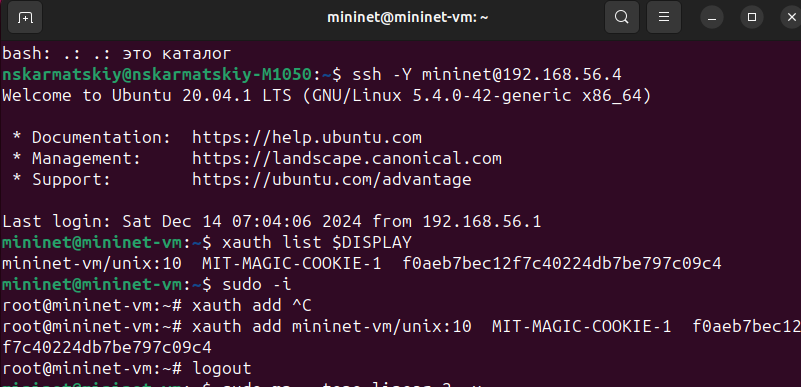 mininet@mininet-vm: ~
bash: .: .: это каталог
nskarmatskiy@nskarmatskiy-M1050:~$ ssh -Y mininet@192.168.56.4
Welcome to Ubuntu 20.04.1 LTS (GNU/Linux 5.4.0-42-generic x86_64)
* Documentation:  https://help.ubuntu.com
* Management:     https://landscape.canonical.com
* Support:        https://ubuntu.com/advantage
Last login: Sat Dec 14 07:04:06 2024 from 192.168.56.1
mininet@mininet-vm:~$ xauth list $DISPLAY
mininet-vm/unix:10  MIT-MAGIC-COOKIE-1  f0aeb7bec12f7c40224db7be797c09c4
mininet@mininet-vm:~$ sudo -i
root@mininet-vm:~# xauth add ^C
root@mininet-vm:~# xauth add mininet-vm/unix:10  MIT-MAGIC-COOKIE-1  f0aeb7bec12
f7c40224db7be797c09c4
root@mininet-vm:~# logout